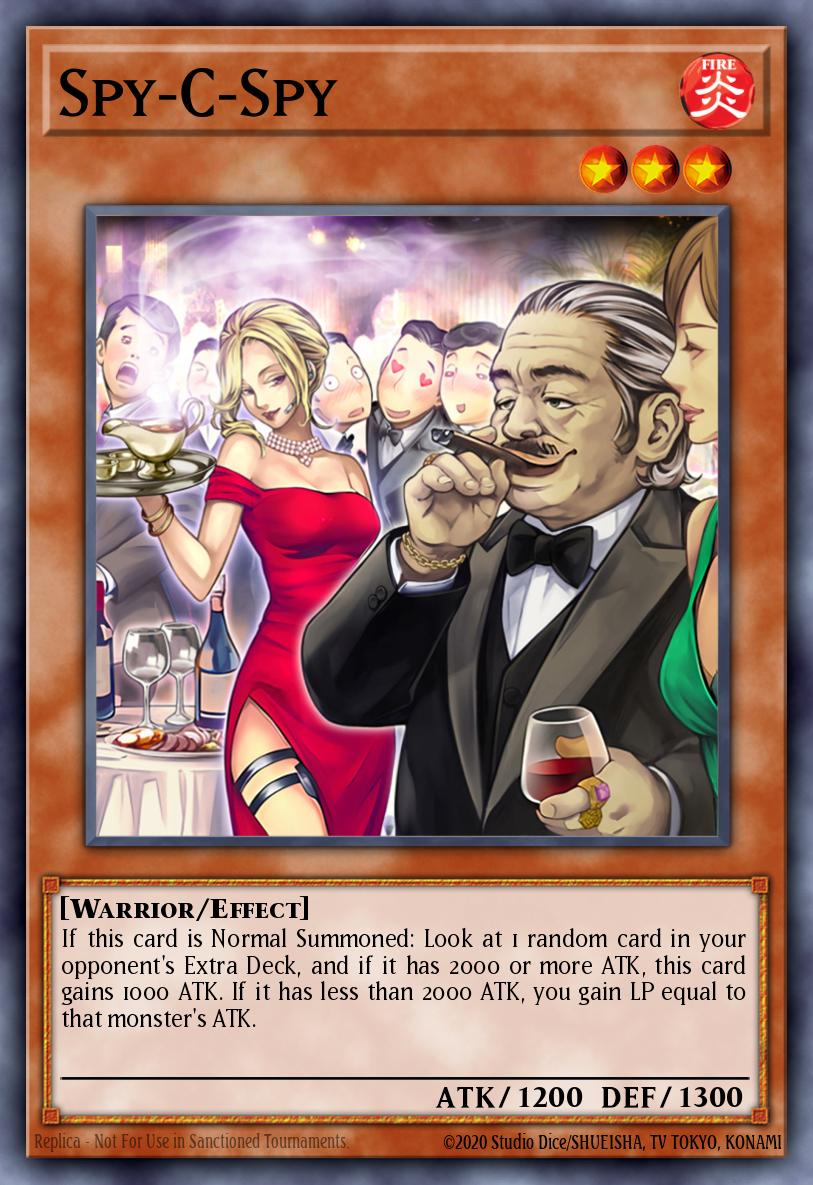 Spy-C-Spy
FIRE
炎
[Warrior/Effect]
If this card is Normal Summoned: Look at 1 random card in your
opponent's Extra Deck, and if it has 2000 or more ATK, this card
gains 1000 ATK. If it has less than 2000 ATK, you gain LP equal to
that monster's ATK.
ATK/1200 DEF/1300
Replica - Not For Use in Sanctioned Tournaments.
©2020 Studio Dice/SHUEISHA, TV TOKYO, KONAMI